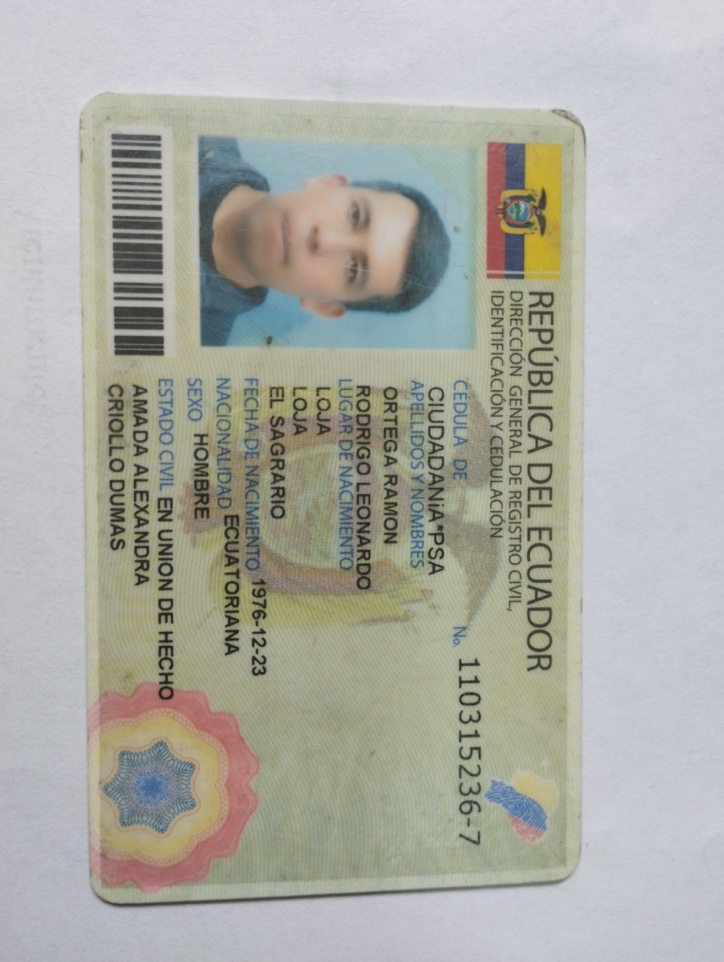 REPÚBLICA DEL ECUADOR
DIRECCIÓN GENERAL DE REGISTRO CIVIL,
IDENTIFICACIÓN Y CEDULACIÓN
CÉDULA DE No. 110315236-7
CIUDADANíA*PSA
APELLIDOS Y NOMBRES
ORTEGA RAMON
RODRIGO LEONARDO
LUGAR DE NACIMIENTO
LOJA
LOJA
EL SAGRARIO
FECHA DE NACIMIENTO 1976-12-23
NACIONALIDAD ECUATORIANA
SEXO HOMBRE
ESTADO CIVIL EN UNION DE HECHO
AMADA ALEXANDRA
CRIOLLO DUMAS